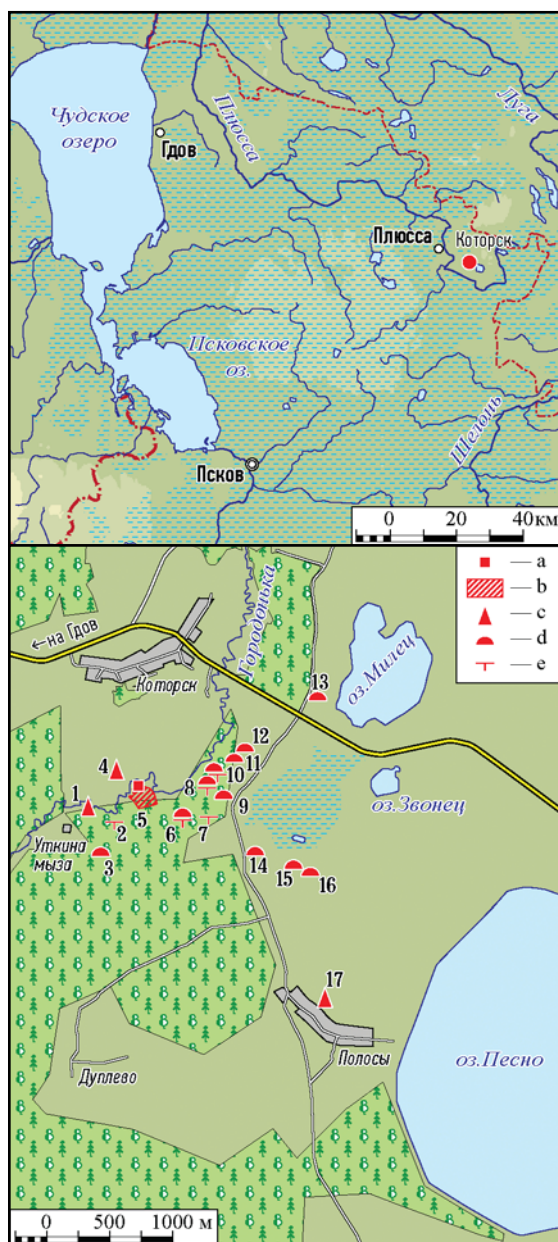 Чудское
озеро
Гдов
Плюсса
Луга
Плюсса
Которск
Псковское
оз.
Шелонь
Псков
0 20 40 км
— a
— b
— c
— d
— e
← на Гдов
Городонька
Которск
оз.Милец
13
12
11
10
4
8
1
9
оз.Звонец
5
2
6
7
Уткина
мыза
3
14
15
16
17
Полосы
оз.Песно
Дуплево
0 500 1000 м